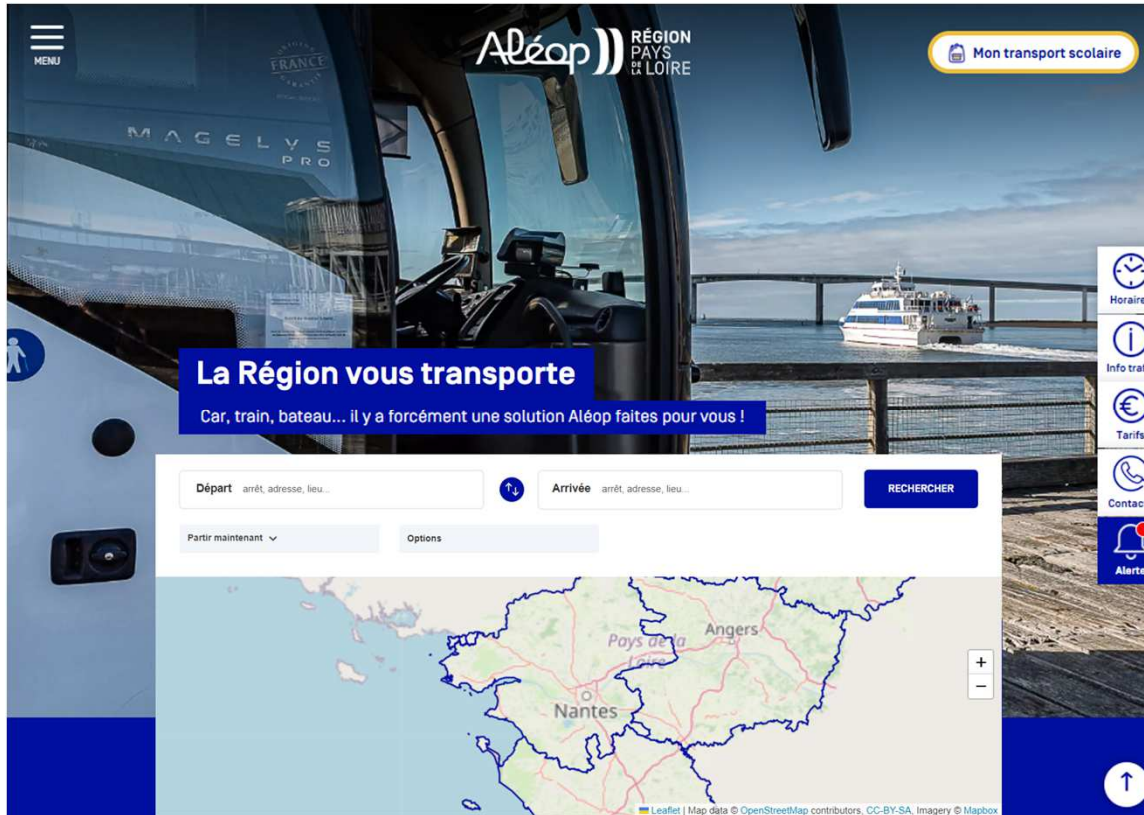 MENU
Aléop
RÉGION
PAYS
DE LA LOIRE
Mon transport scolaire
ORIGINE
FRANCE
GARANTIE
MAGELYS
PRO
La Région vous transporte
Car, train, bateau... il y a forcément une solution Aléop faites pour vous !
Horaire
Info traf
Tarifs
Contac
Alerte
Départ arrêt, adresse, lieu...
Arrivée arrêt, adresse, lieu...
RECHERCHER
Partir maintenant
Options
Pays de la
Loire
Angers
Nantes
+
−
Leaflet | Map data © OpenStreetMap contributors, CC-BY-SA, Imagery © Mapbox